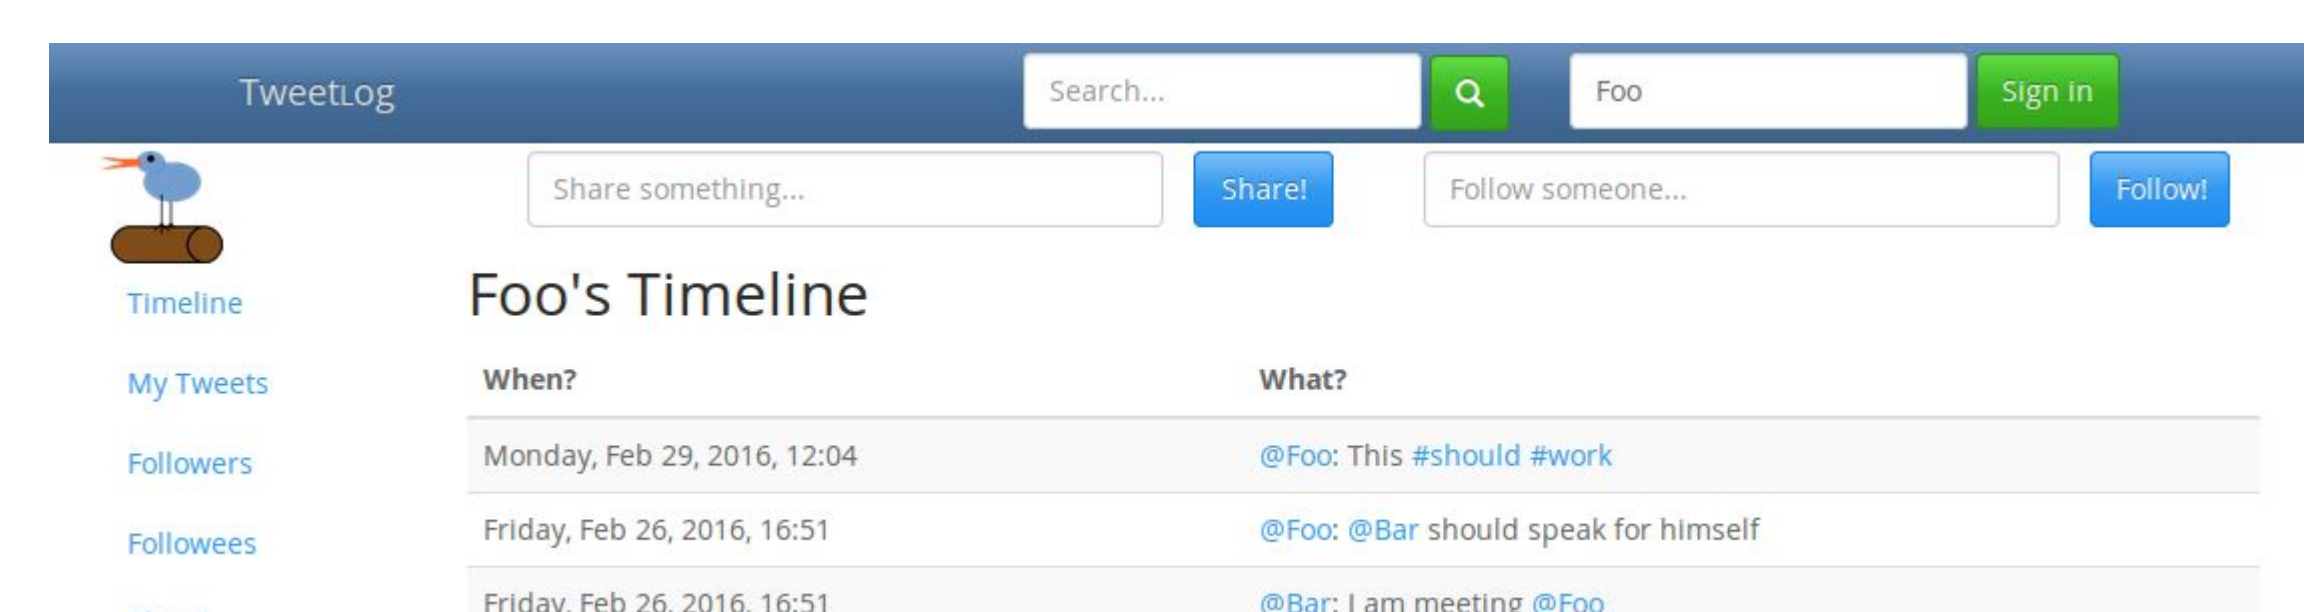 TweetLog Search... Foo Sign in
Share something... Share! Follow someone... Follow!
Foo's Timeline
Timeline
My Tweets
Followers
Followees
When? What?
Monday, Feb 29, 2016, 12:04 @Foo: This #should #work
Friday, Feb 26, 2016, 16:51 @Foo: @Bar should speak for himself
Friday, Feb 26, 2016, 16:51 @Bar: I am meeting @Foo